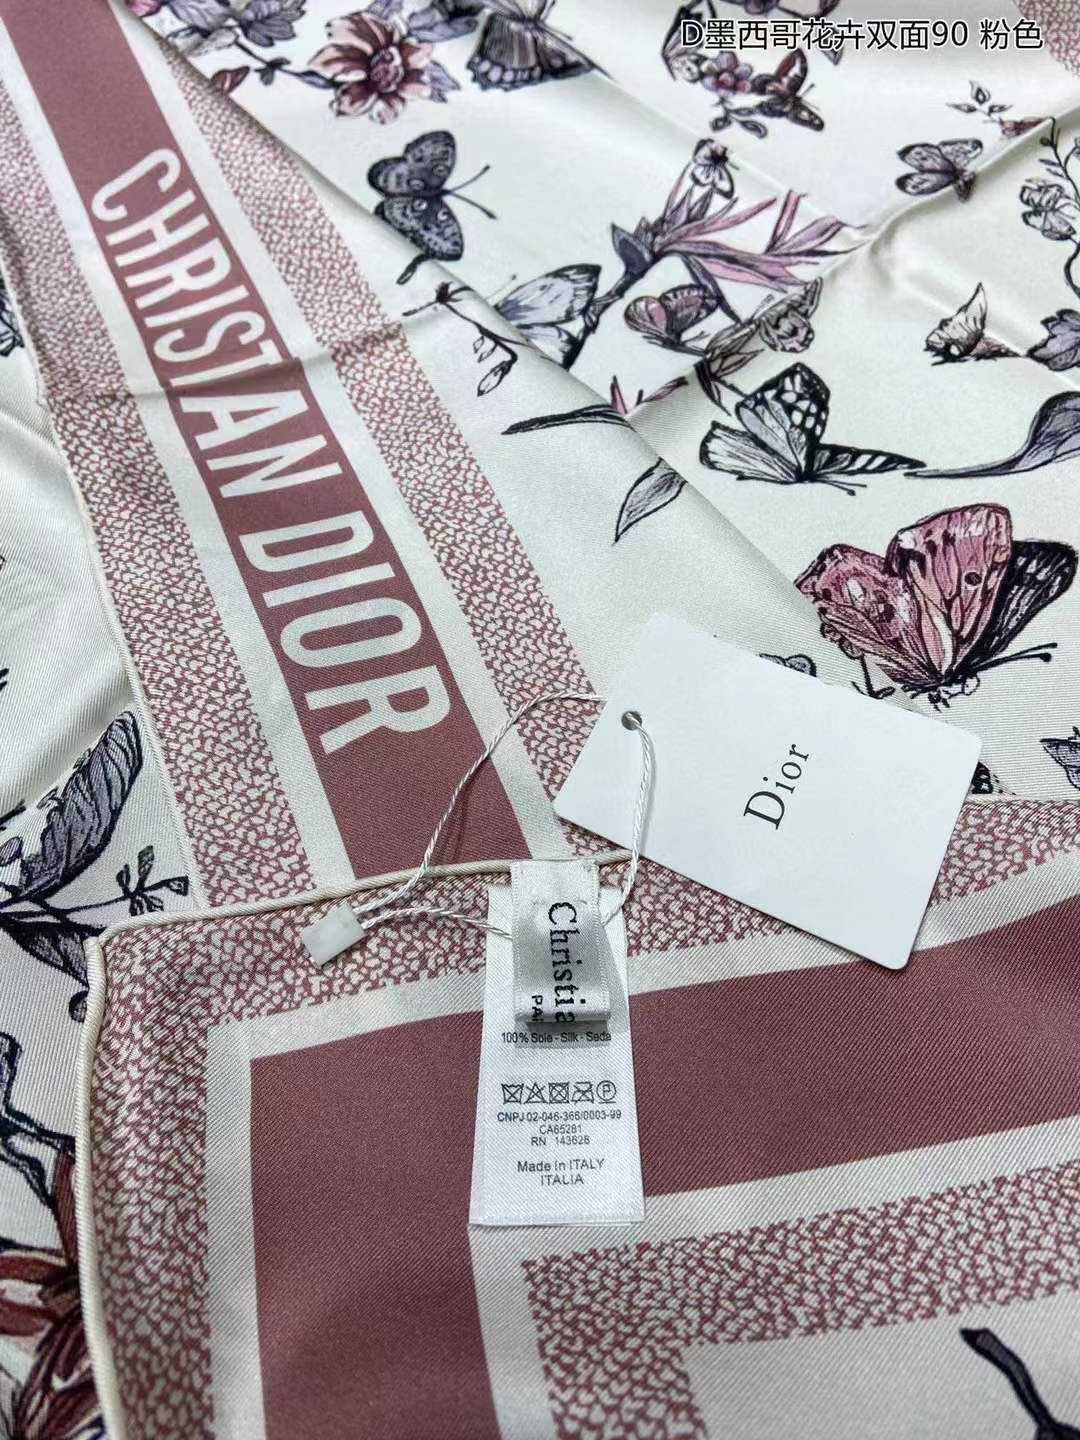 D墨西哥花卉双面90 粉色
CHRISTIAN DIOR
Dior
Christia
PA
100% Soie - Silk - Seda
CNPJ 02-046-366/0003-99
CA65281
RN 143626
Made in ITALY
ITALIA